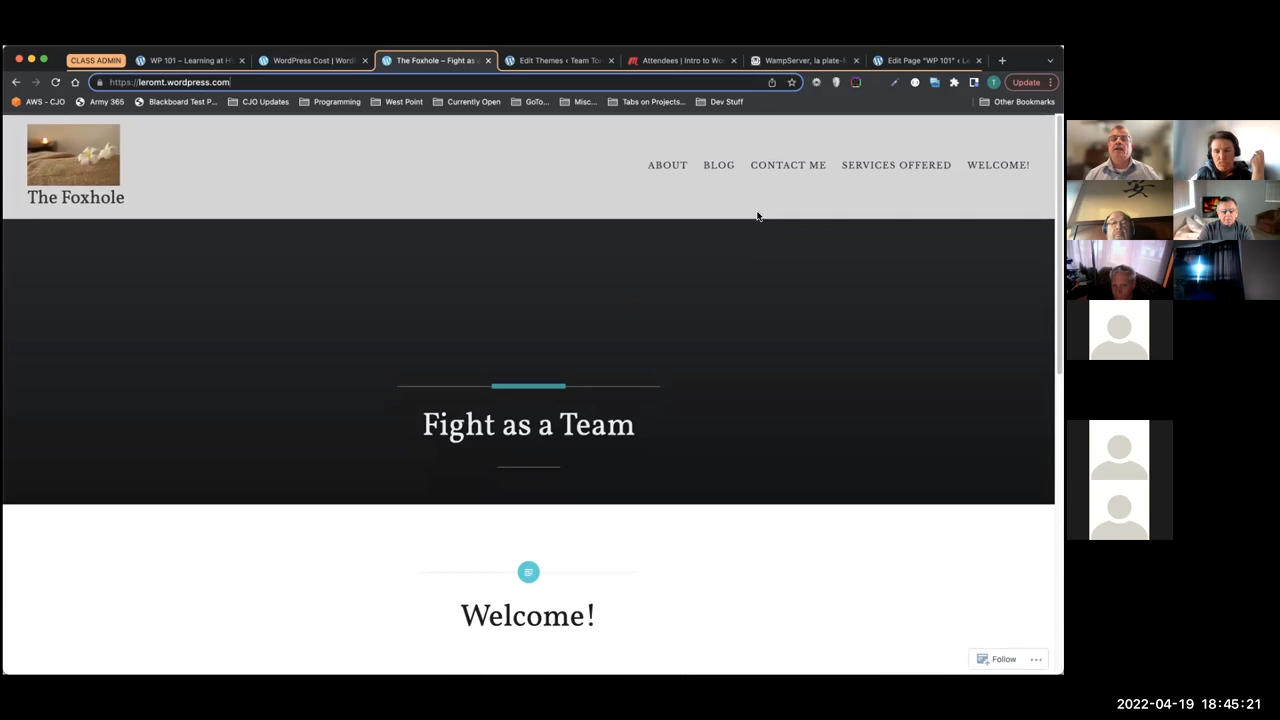 CLASS ADMIN
WP 101 – Learning at H
WordPress Cost | Word
The Foxhole – Fight as
Edit Themes ‹ Team To
Attendees | Intro to Wo
WampServer, la plate-
Edit Page "WP 101" ‹ L
https://leromt.wordpress.com
Update
AWS - CJO
Army 365
Blackboard Test P...
CJO Updates
Programming
West Point
Currently Open
GoTo...
Misc...
Tabs on Projects...
Dev Stuff
Other Bookmarks
The Foxhole
ABOUT BLOG CONTACT ME SERVICES OFFERED WELCOME!
Fight as a Team
Welcome!
Follow
2022-04-19 18:45:21